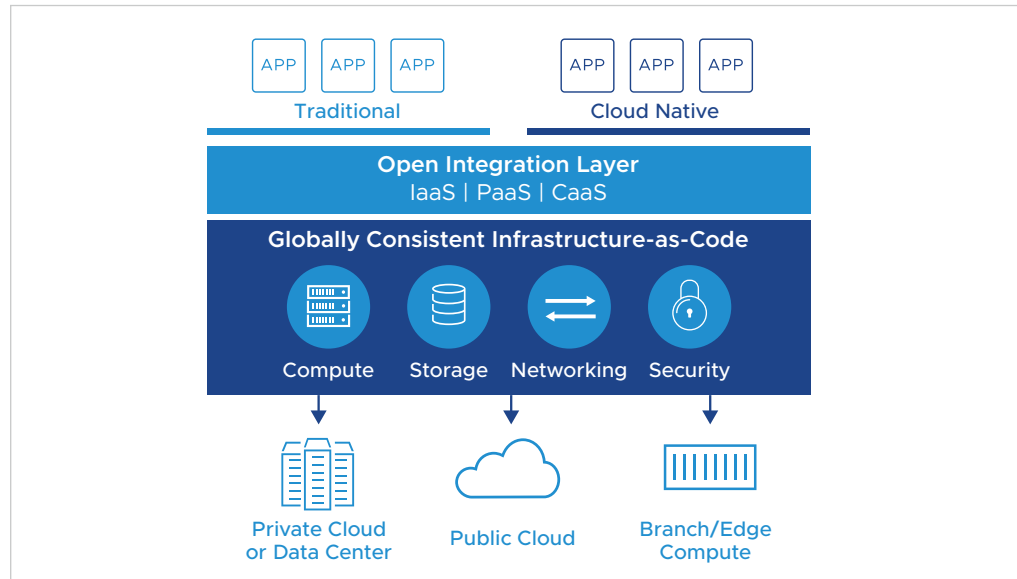 APP APP APP APP APP APP
Traditional Cloud Native
Open Integration Layer
IaaS | PaaS | CaaS
Globally Consistent Infrastructure-as-Code
Compute Storage Networking Security
Private Cloud
or Data Center
Public Cloud
Branch/Edge
Compute